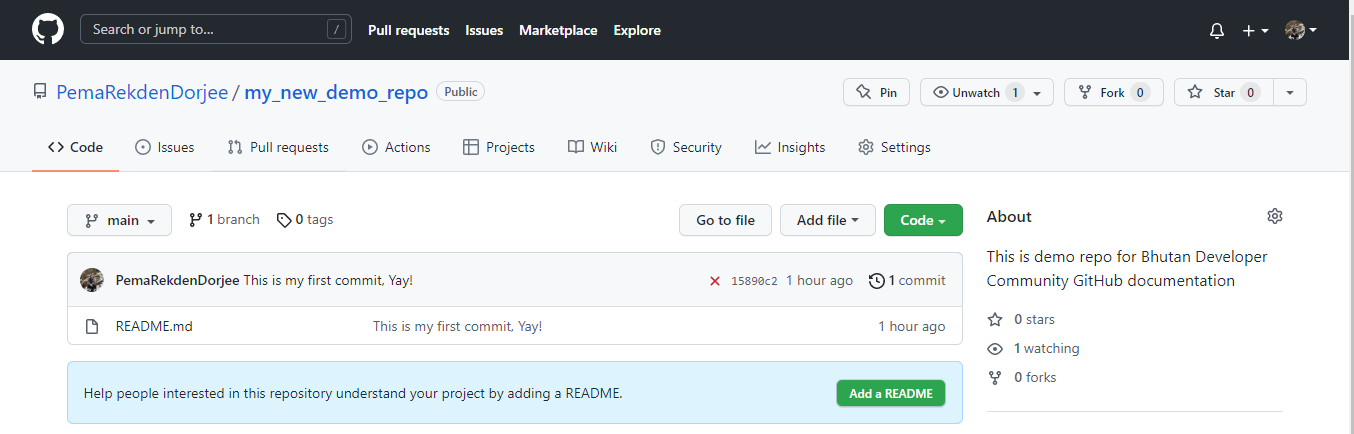 Search or jump to... / Pull requests Issues Marketplace Explore
PemaRekdenDorjee / my_new_demo_repo Public Pin Unwatch 1 Fork 0 Star 0
Code Issues Pull requests Actions Projects Wiki Security Insights Settings
main 1 branch 0 tags Go to file Add file Code
PemaRekdenDorjee This is my first commit, Yay! 15890c2 1 hour ago 1 commit
README.md This is my first commit, Yay! 1 hour ago
Help people interested in this repository understand your project by adding a README. Add a README
About
This is demo repo for Bhutan Developer
Community GitHub documentation
0 stars
1 watching
0 forks